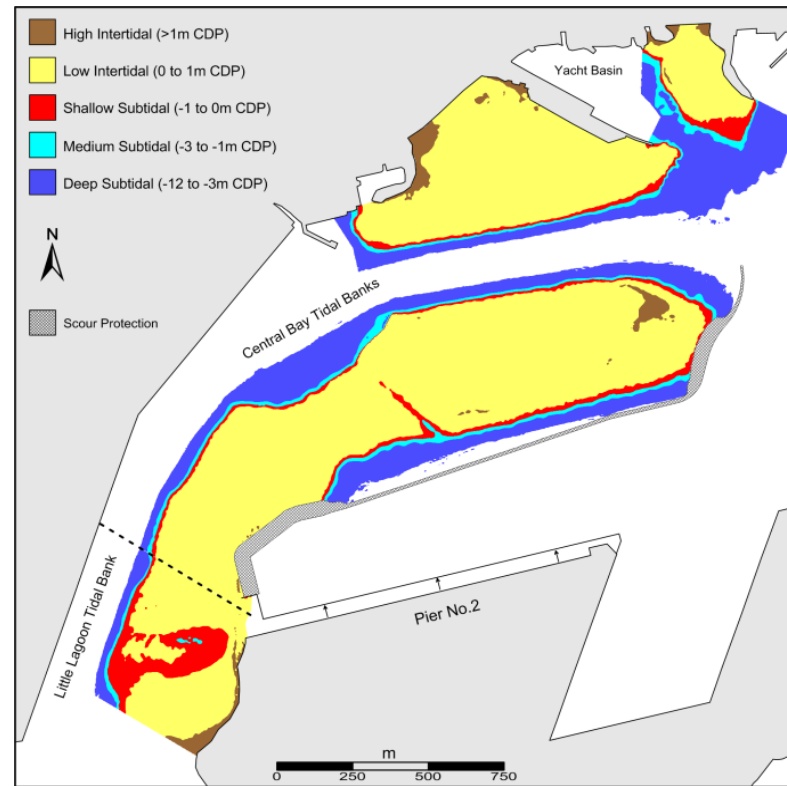 High Intertidal (>1m CDP)
Low Intertidal (0 to 1m CDP)
Shallow Subtidal (-1 to 0m CDP)
Medium Subtidal (-3 to -1m CDP)
Deep Subtidal (-12 to -3m CDP)
N
Scour Protection
Yacht Basin
Central Bay Tidal Banks
Little Lagoon Tidal Bank
Pier No.2
m
0 250 500 750